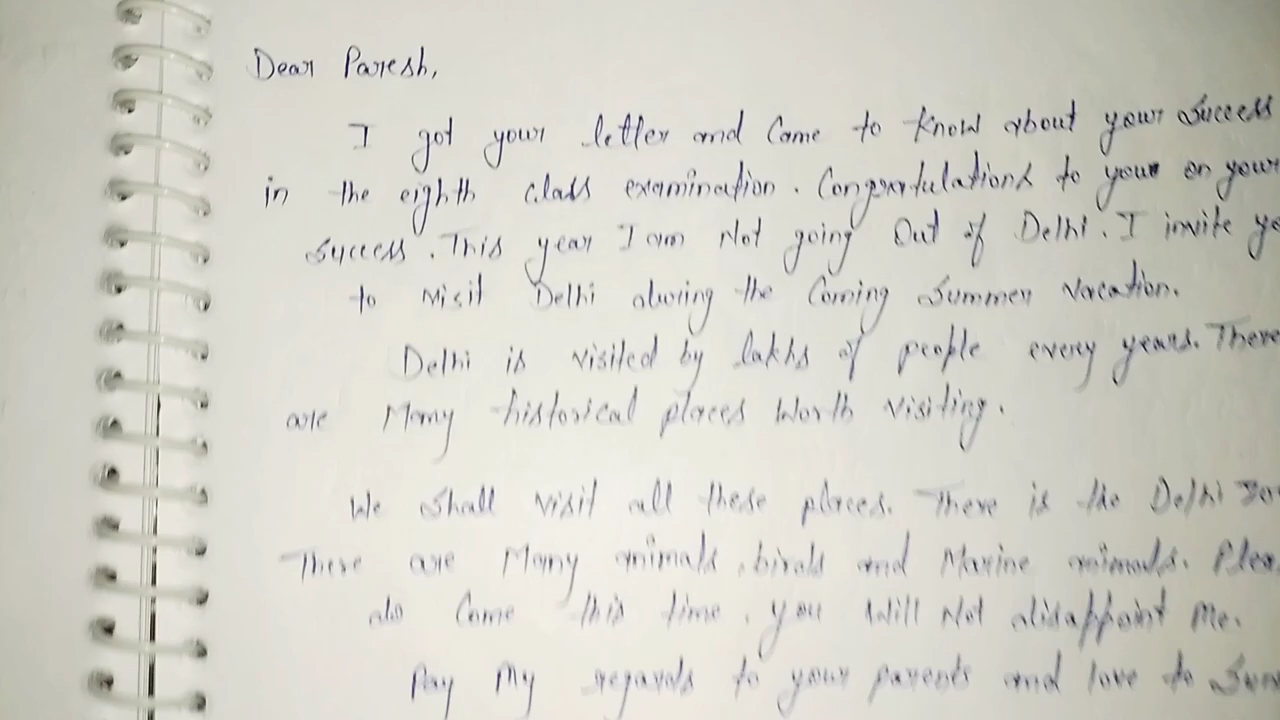 Dear Paresh,
I got your letter and Came to Know about your Success
in the eighth class examination. Congratulations to your on your
Success. This year I am Not going Out of Delhi. I invite yo
to visit Delhi during the Coming Summer vacation.
Delhi is visited by lakhs of people every years. There
are Many historical places Worth visiting.
We Shall visit all these places. There is the Delhi Zoo
There are Many animals, birds and Marine animals. Plea
do Come this time. you Will Not disappoint Me.
Pay My regards to your parents and love to